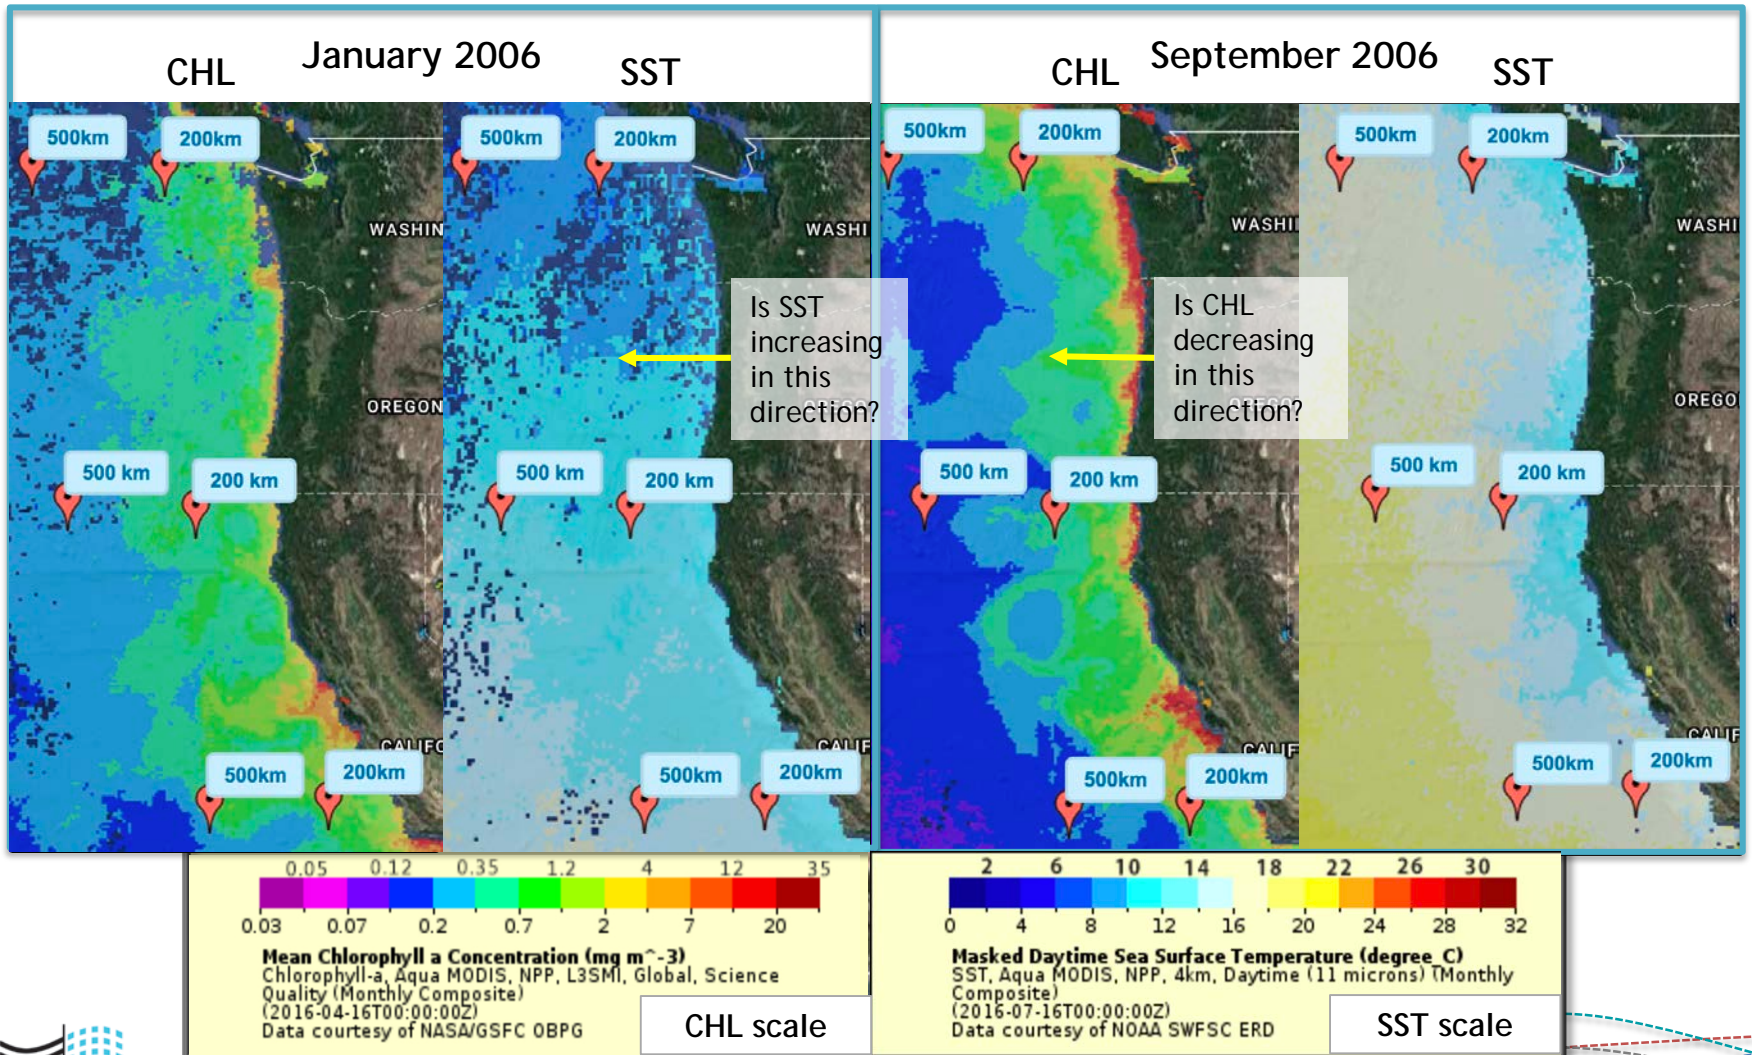 January 2006
CHL
SST
September 2006
CHL
SST
500km
200km
500km
200km
500km
200km
500km
200km
WASHIN
WASHI
WASHI
WASHI
Is SST
increasing
in this
direction?
Is CHL
decreasing
in this
direction?
OREGON
OREGO
500 km
200 km
500 km
200 km
500 km
200 km
500 km
200 km
CALIFO
CALIF
CALIF
CALIF
500km
200km
500km
200km
500km
200km
500km
200km
0.05 0.12 0.35 1.2 4 12 35
0.03 0.07 0.2 0.7 2 7 20
Mean Chlorophyll a Concentration (mg m^-3)
Chlorophyll-a, Aqua MODIS, NPP, L3SMI, Global, Science
Quality (Monthly Composite)
(2016-04-16T00:00:00Z)
Data courtesy of NASA/GSFC OBPG
CHL scale
2 6 10 14 18 22 26 30
0 4 8 12 16 20 24 28 32
Masked Daytime Sea Surface Temperature (degree_C)
SST, Aqua MODIS, NPP, 4km, Daytime (11 microns) (Monthly
Composite)
(2016-07-16T00:00:00Z)
Data courtesy of NOAA SWFSC ERD
SST scale